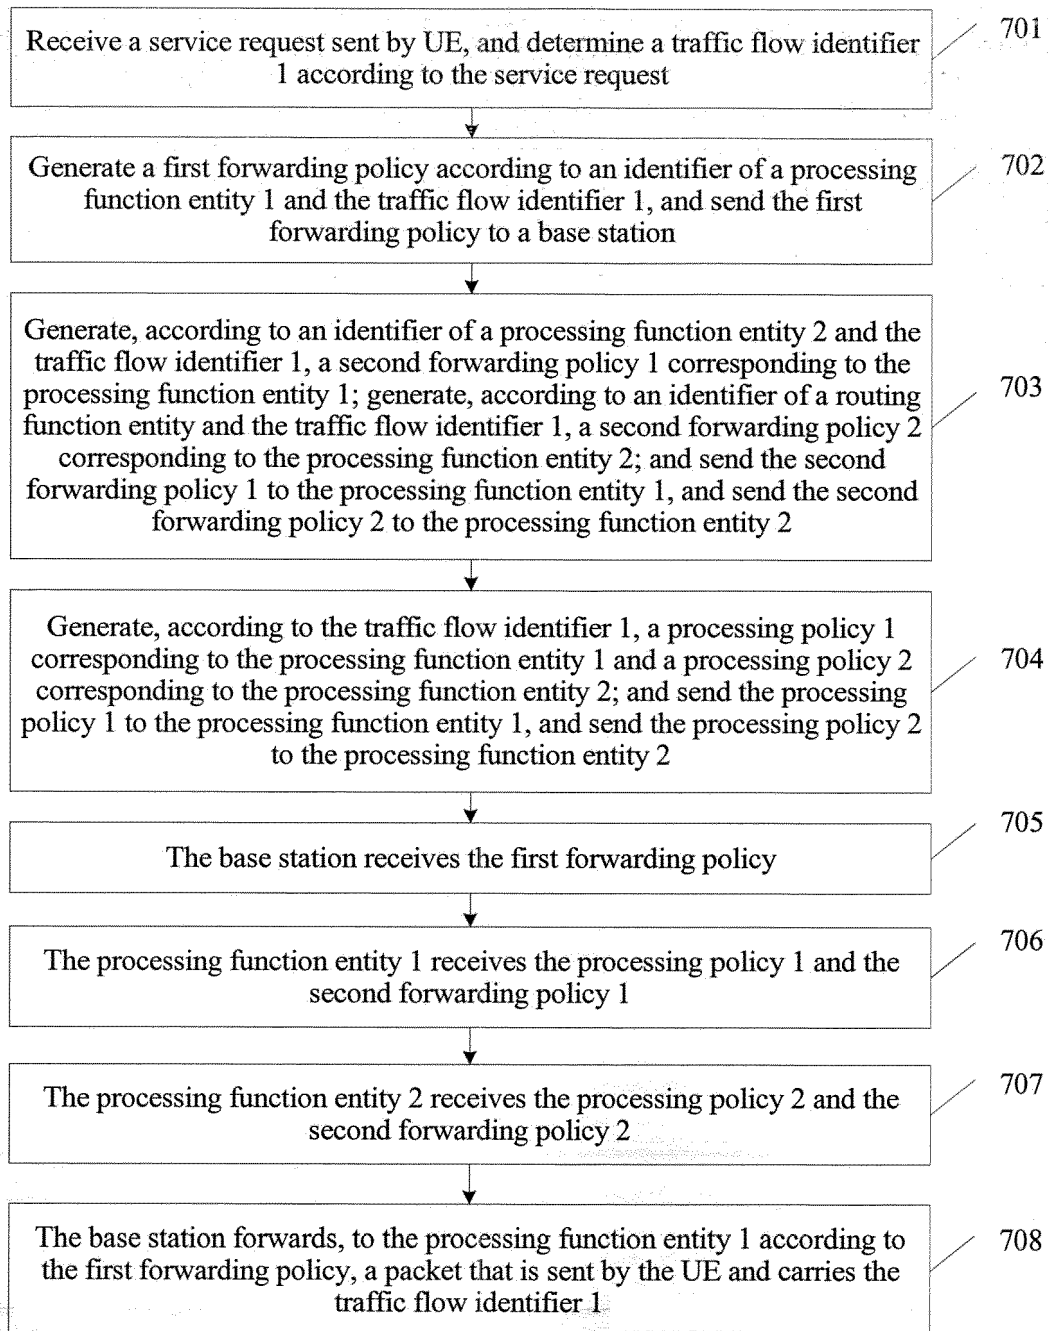 Receive a service request sent by UE, and determine a traffic flow identifier
1 according to the service request
701
Generate a first forwarding policy according to an identifier of a processing
function entity 1 and the traffic flow identifier 1, and send the first
forwarding policy to a base station
702
Generate, according to an identifier of a processing function entity 2 and the
traffic flow identifier 1, a second forwarding policy 1 corresponding to the
processing function entity 1; generate, according to an identifier of a routing
function entity and the traffic flow identifier 1, a second forwarding policy 2
corresponding to the processing function entity 2; and send the second
forwarding policy 1 to the processing function entity 1, and send the second
forwarding policy 2 to the processing function entity 2
703
Generate, according to the traffic flow identifier 1, a processing policy 1
corresponding to the processing function entity 1 and a processing policy 2
corresponding to the processing function entity 2; and send the processing
policy 1 to the processing function entity 1, and send the processing policy 2
to the processing function entity 2
704
The base station receives the first forwarding policy
705
The processing function entity 1 receives the processing policy 1 and the
second forwarding policy 1
706
The processing function entity 2 receives the processing policy 2 and the
second forwarding policy 2
707
The base station forwards, to the processing function entity 1 according to
the first forwarding policy, a packet that is sent by the UE and carries the
traffic flow identifier 1
708